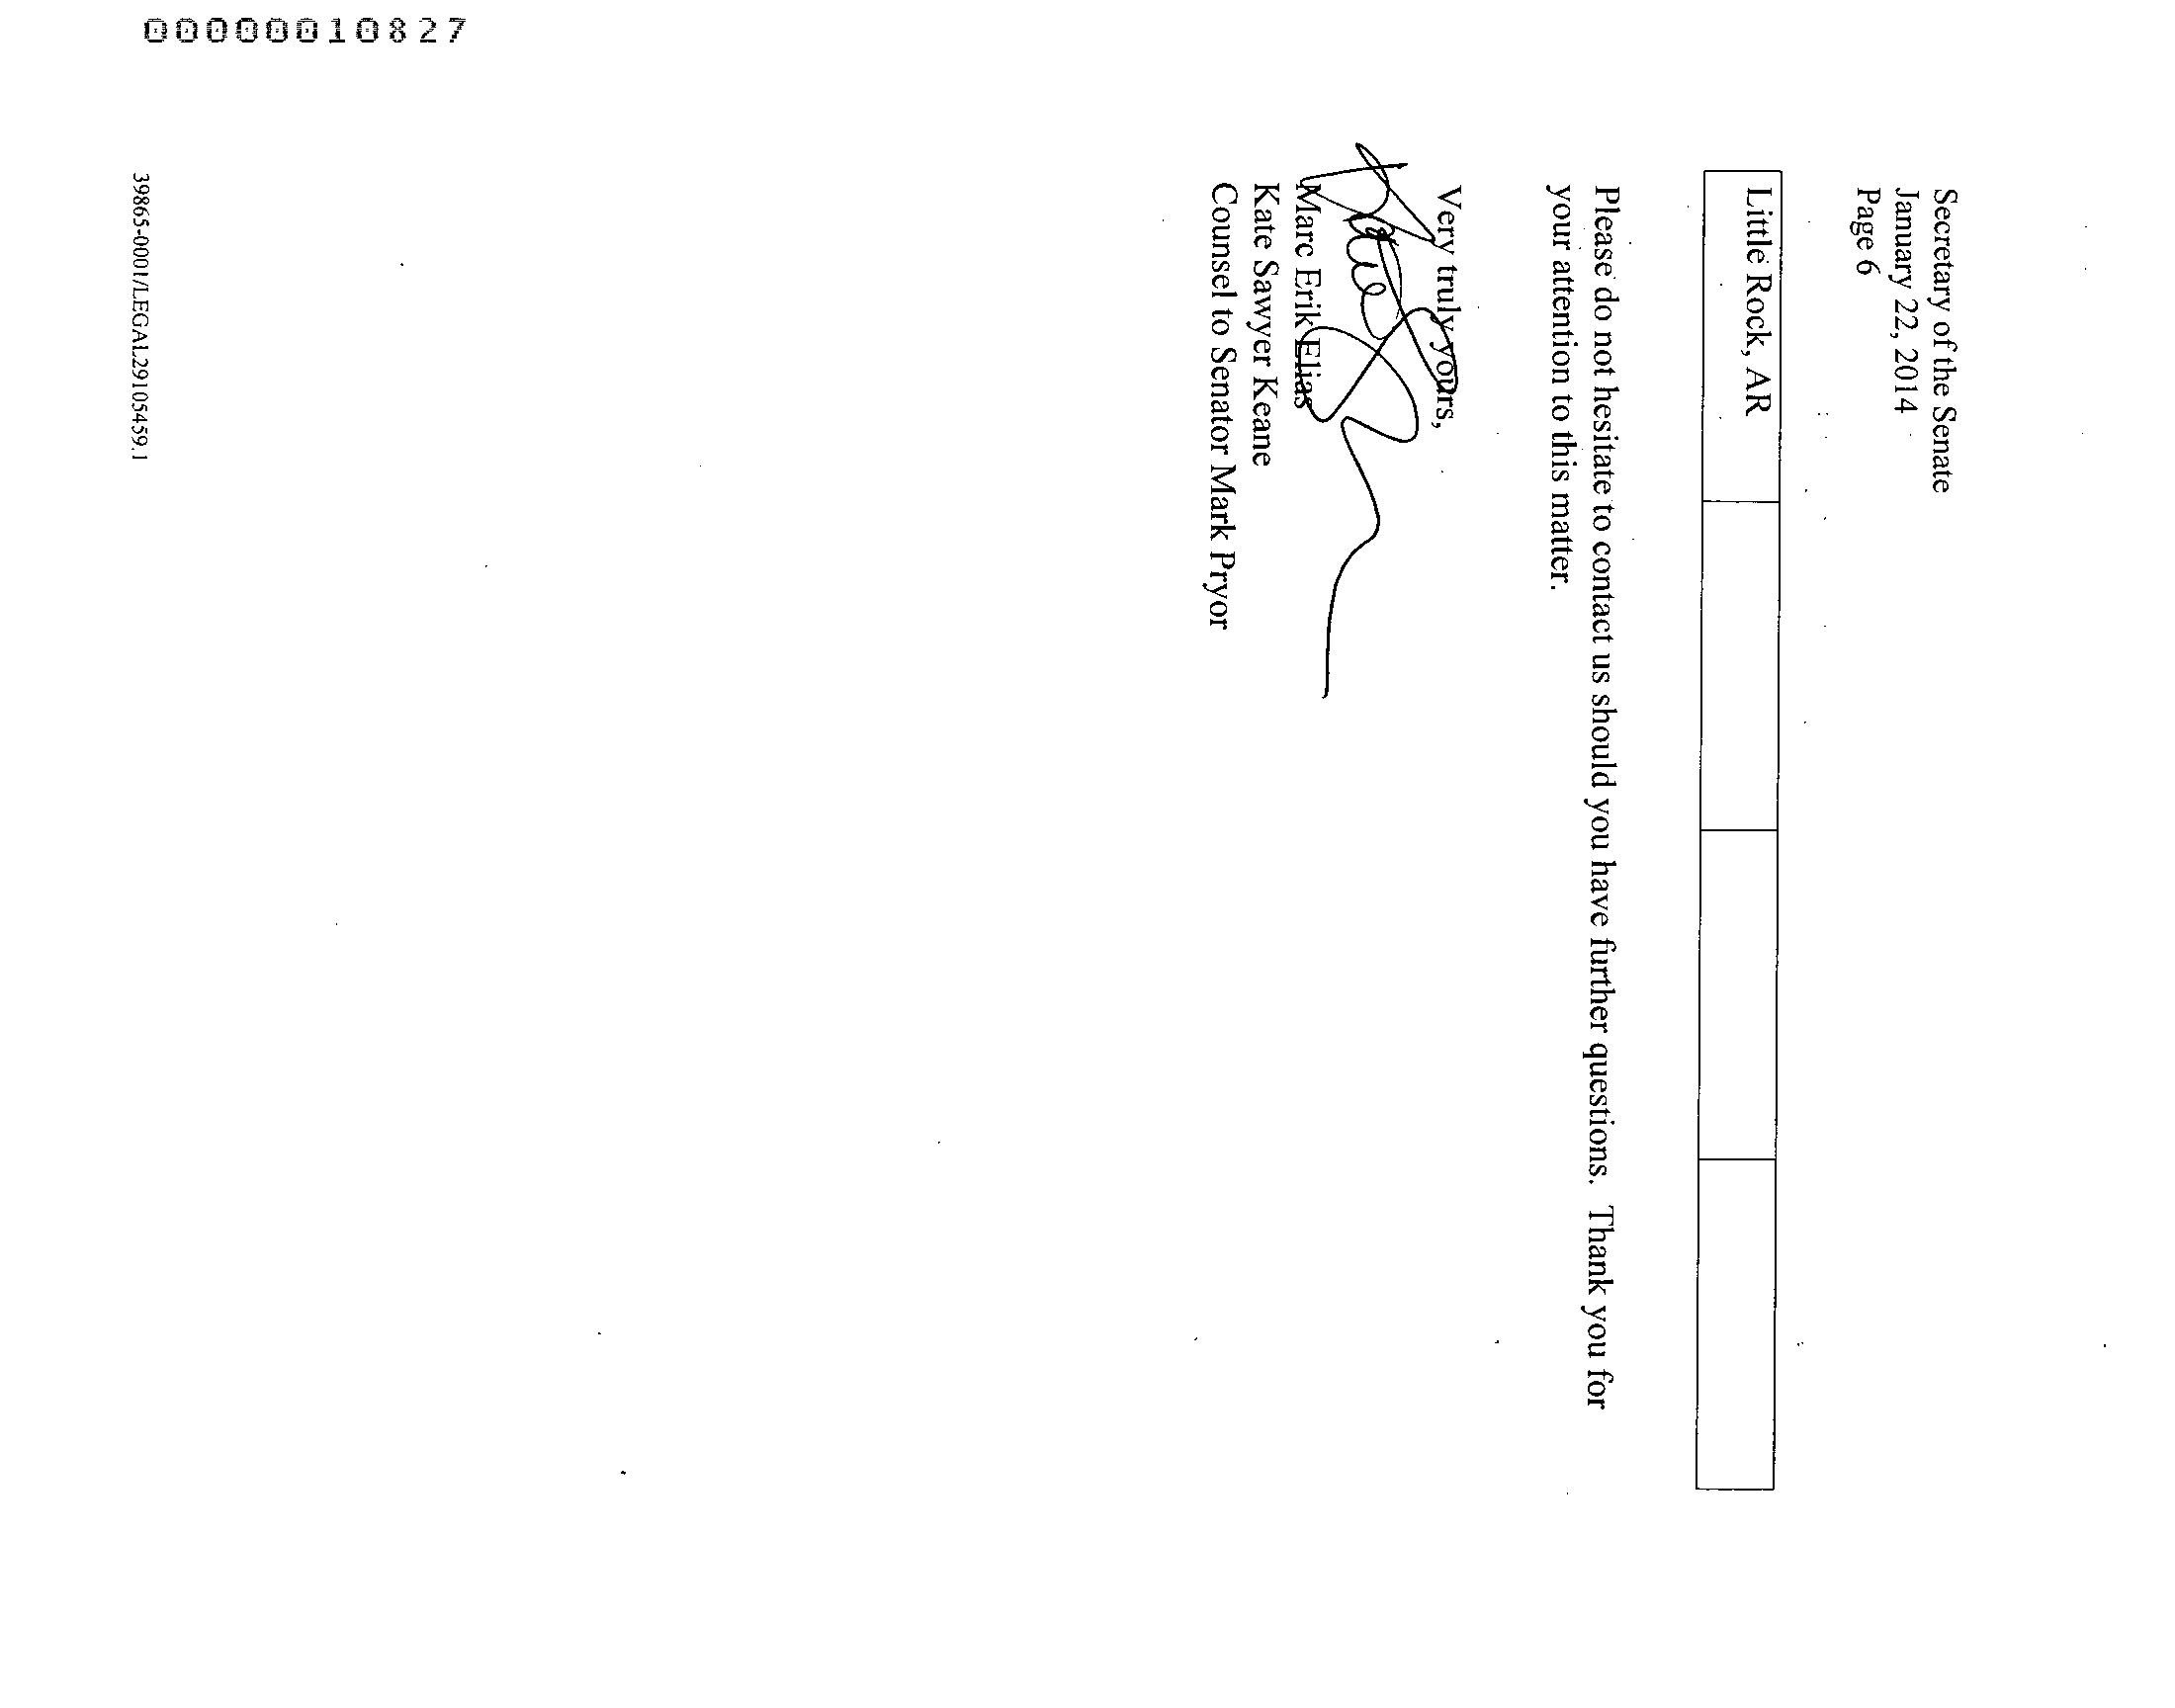 Secretary of the Senate
January 22, 2014
Page 6
Little Rock, AR
Please do not hesitate to contact us should you have further questions. Thank you for
your attention to this matter.
Very truly yours,
Marc Erik Elias
Kate Sawyer Keane
Counsel to Senator Mark Pryor
39865-0001/LEGAL29105459.1
00000010827